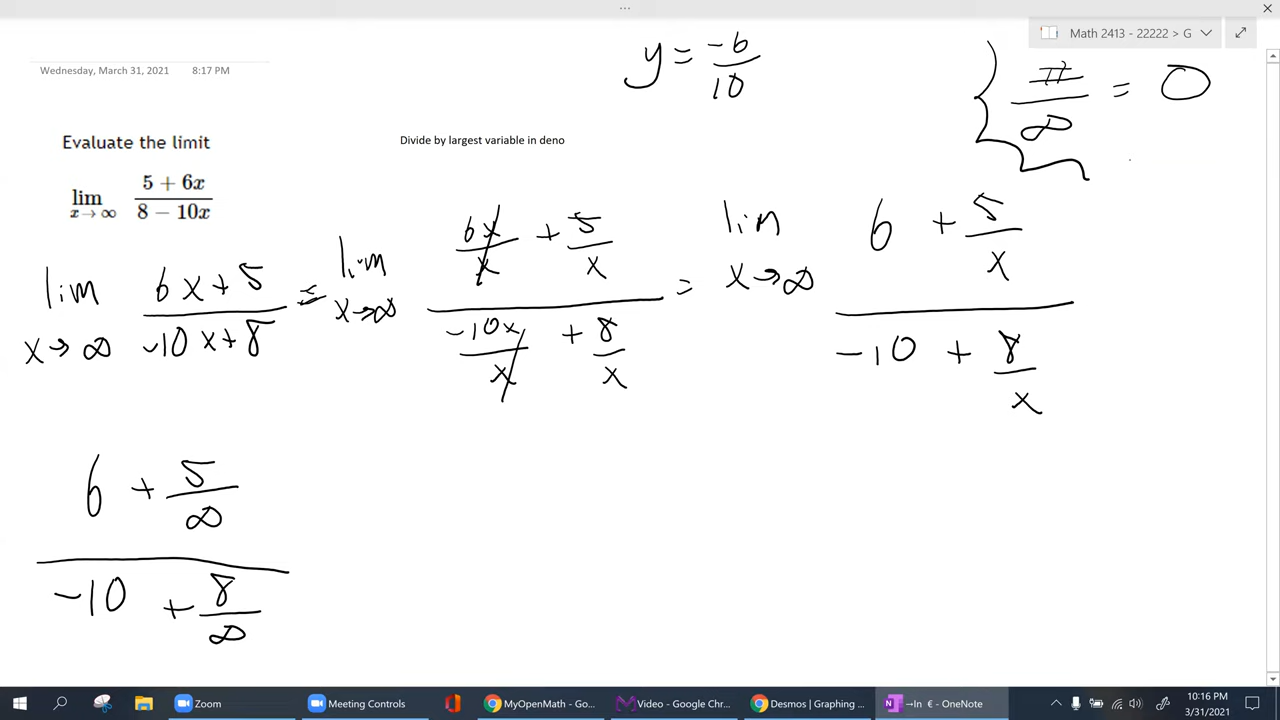 Math 2413 - 22222 > G
Wednesday, March 31, 2021 8:17 PM
y = -6/10
π/∞ = 0
Evaluate the limit
Divide by largest variable in deno
lim x→∞ (5 + 6x)/(8 − 10x)
lim x→∞ (6x+5)/(-10x+8) = lim x→∞ (6x/x + 5/x)/(-10x/x + 8/x) = lim x→∞ (6 + 5/x)/(-10 + 8/x)
(6 + 5/∞)/(-10 + 8/∞)
Zoom
Meeting Controls
MyOpenMath - Go...
Video - Google Chr...
Desmos | Graphing ...
→In € - OneNote
10:16 PM
3/31/2021